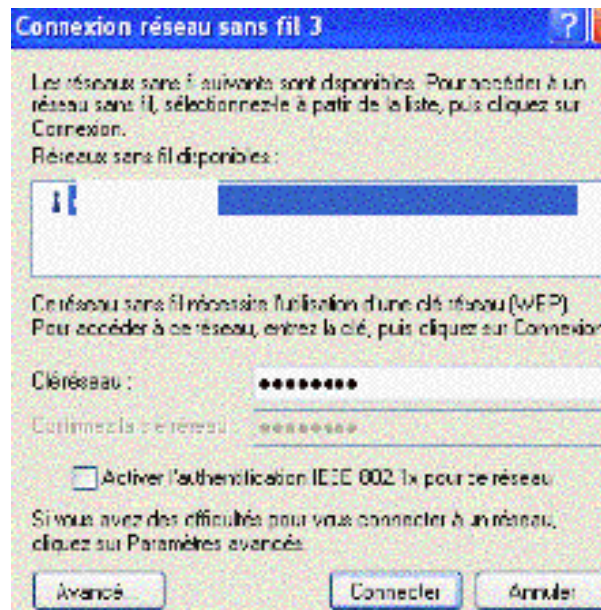 Connexion réseau sans fil 3
Les réseaux sans fil suivants sont disponibles. Pour accéder à un
réseau sans fil, sélectionnez-le à patir de la liste, puis cliquez sur
Connexion.
Réseaux sans fil disponibles :
Ce réseau sans fil nécessite l'utilisation d'une clé réseau (WEP).
Pour accéder à ce réseau, entrez la clé, puis cliquez sur Connexion
Clé réseau :
••••••••
Confirmez la clé réseau
••••••••
Activer l'authentification IEEE 802.1x pour ce réseau
Si vous avez des difficultés pour vous connecter à un réseau,
cliquez sur Paramètres avancés.
Avancé...
Connecter
Annuler